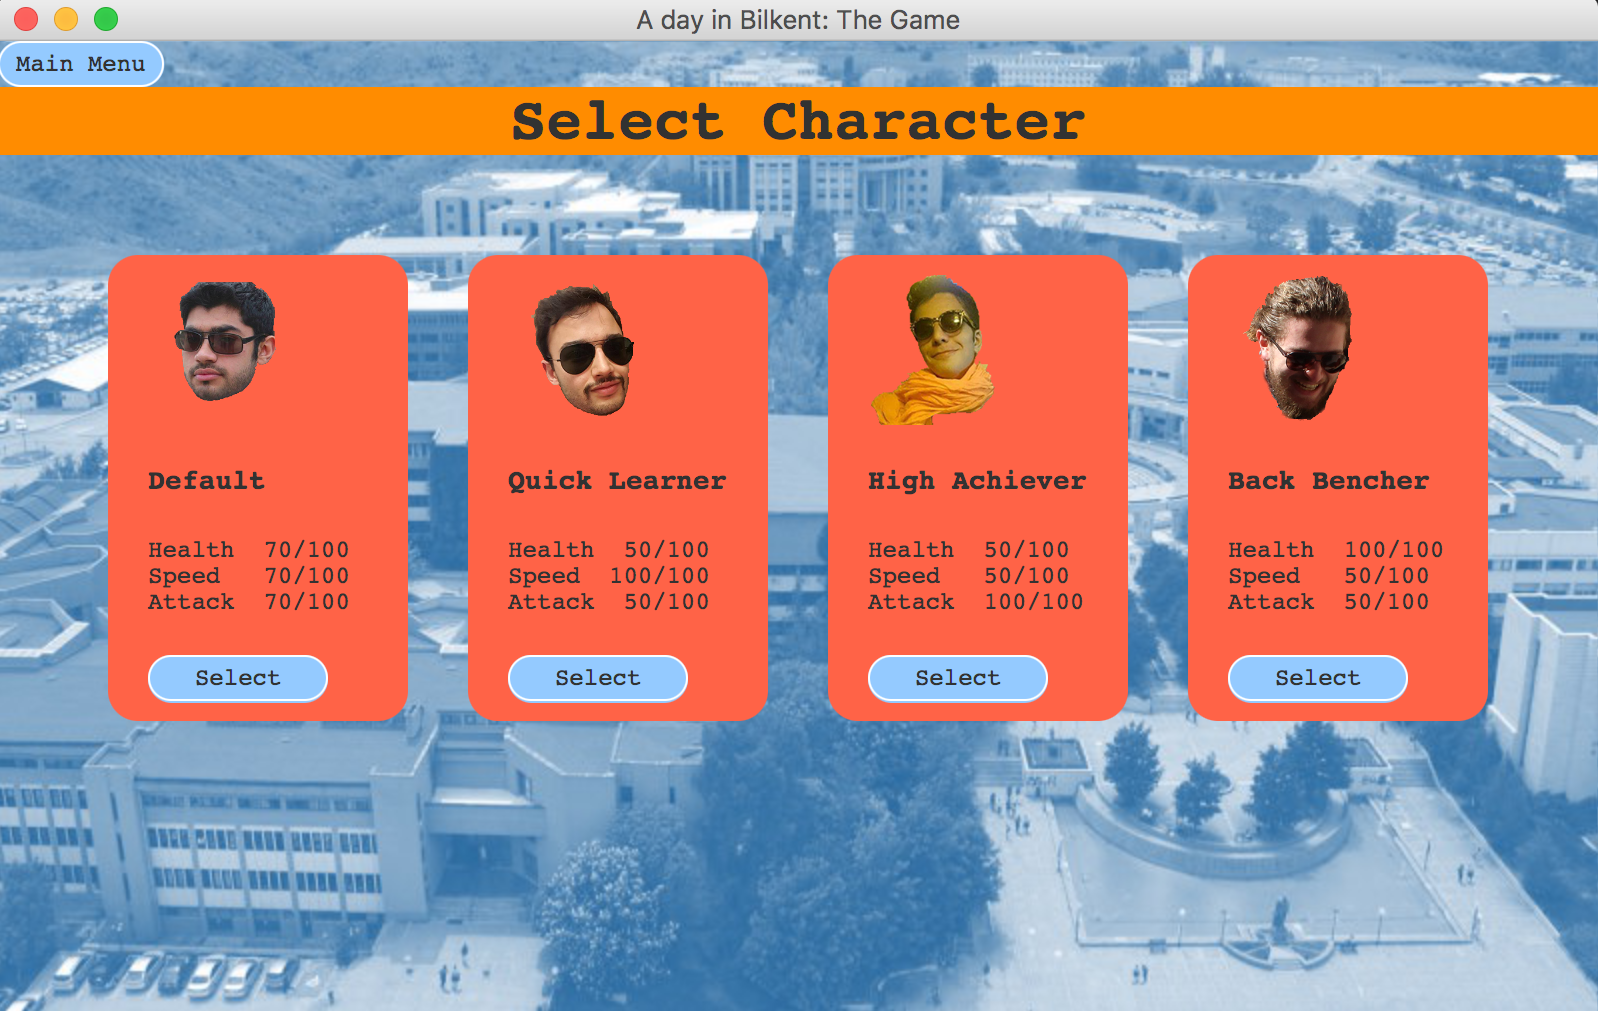 A day in Bilkent: The Game
Main Menu
Select Character
Default
Health 70/100
Speed 70/100
Attack 70/100
Select
Quick Learner
Health 50/100
Speed 100/100
Attack 50/100
Select
High Achiever
Health 50/100
Speed 50/100
Attack 100/100
Select
Back Bencher
Health 100/100
Speed 50/100
Attack 50/100
Select